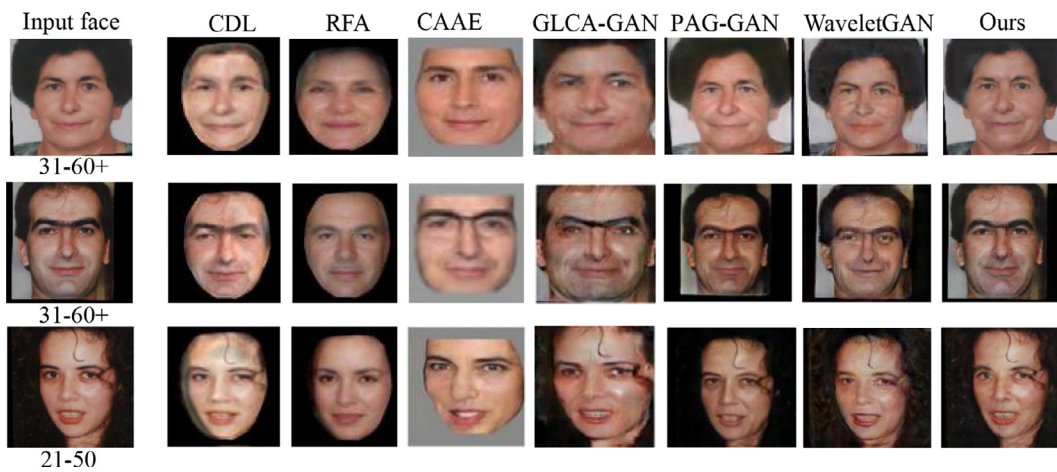 Input face CDL RFA CAAE GLCA-GAN PAG-GAN WaveletGAN Ours
31-60+
31-60+
21-50